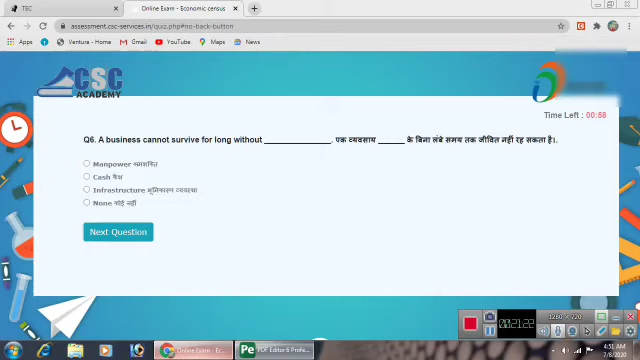 TEC
Online Exam - Economic census
assessment.csc-services.in/quiz.php#no-back-button
Apps
Ventura - Home
Gmail
YouTube
Maps
News
CSC
ACADEMY
Time Left : 00:58
Q6. A business cannot survive for long without _______________. एक व्यवसाय ______ के बिना लंबे समय तक जीवित नहीं रह सकता है।.
Manpower श्रमशक्ति
Cash कैश
Infrastructure भूमिकारूप व्यवस्था
None कोई नहीं
Next Question
1280 × 720
00:21:22
Online Exam - Ec...
PDF Editor 6 Profe...
4:51 AM
7/8/2020